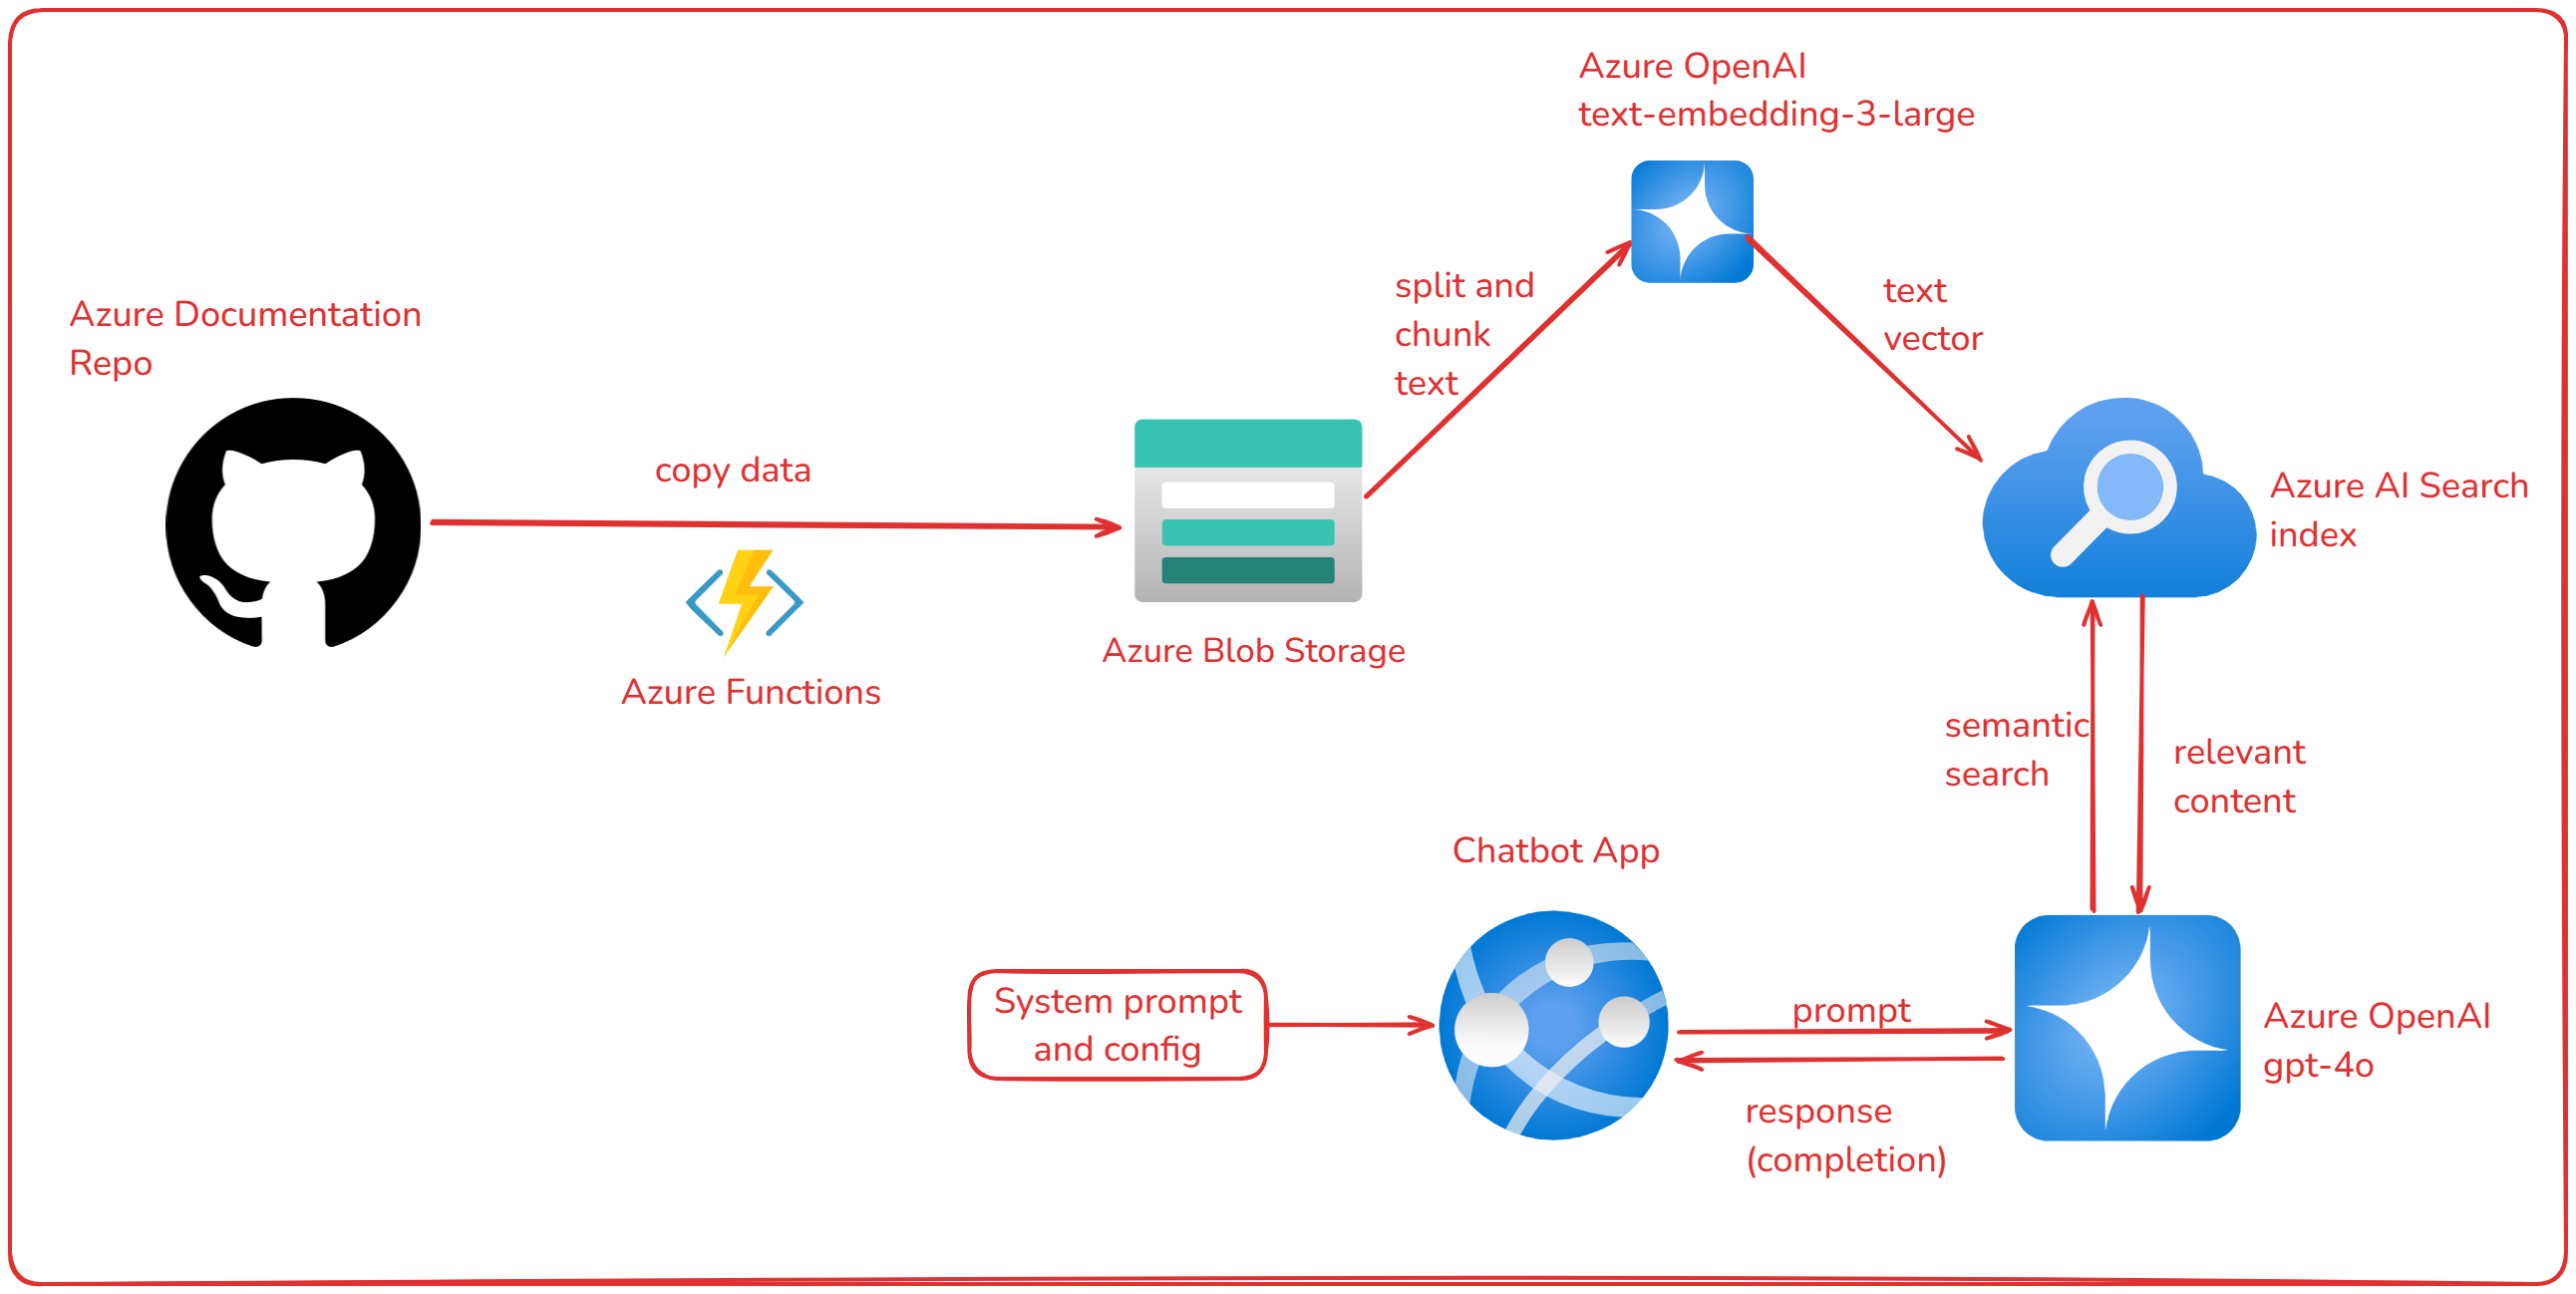 Azure OpenAI
text-embedding-3-large
Azure Documentation
Repo
copy data
Azure Functions
Azure Blob Storage
split and
chunk
text
text
vector
Azure AI Search
index
semantic
search
relevant
content
Chatbot App
System prompt
and config
prompt
response
(completion)
Azure OpenAI
gpt-4o